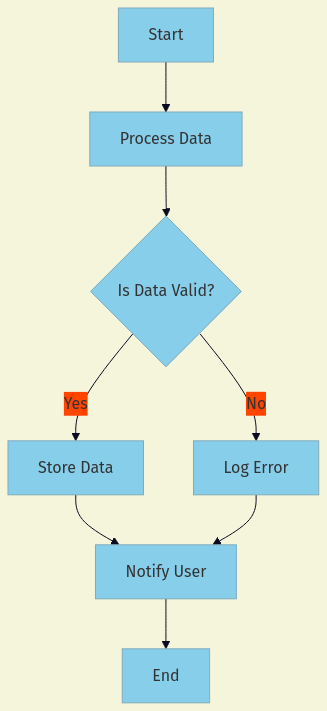 Start
Process Data
Is Data Valid?
Yes
No
Store Data
Log Error
Notify User
End